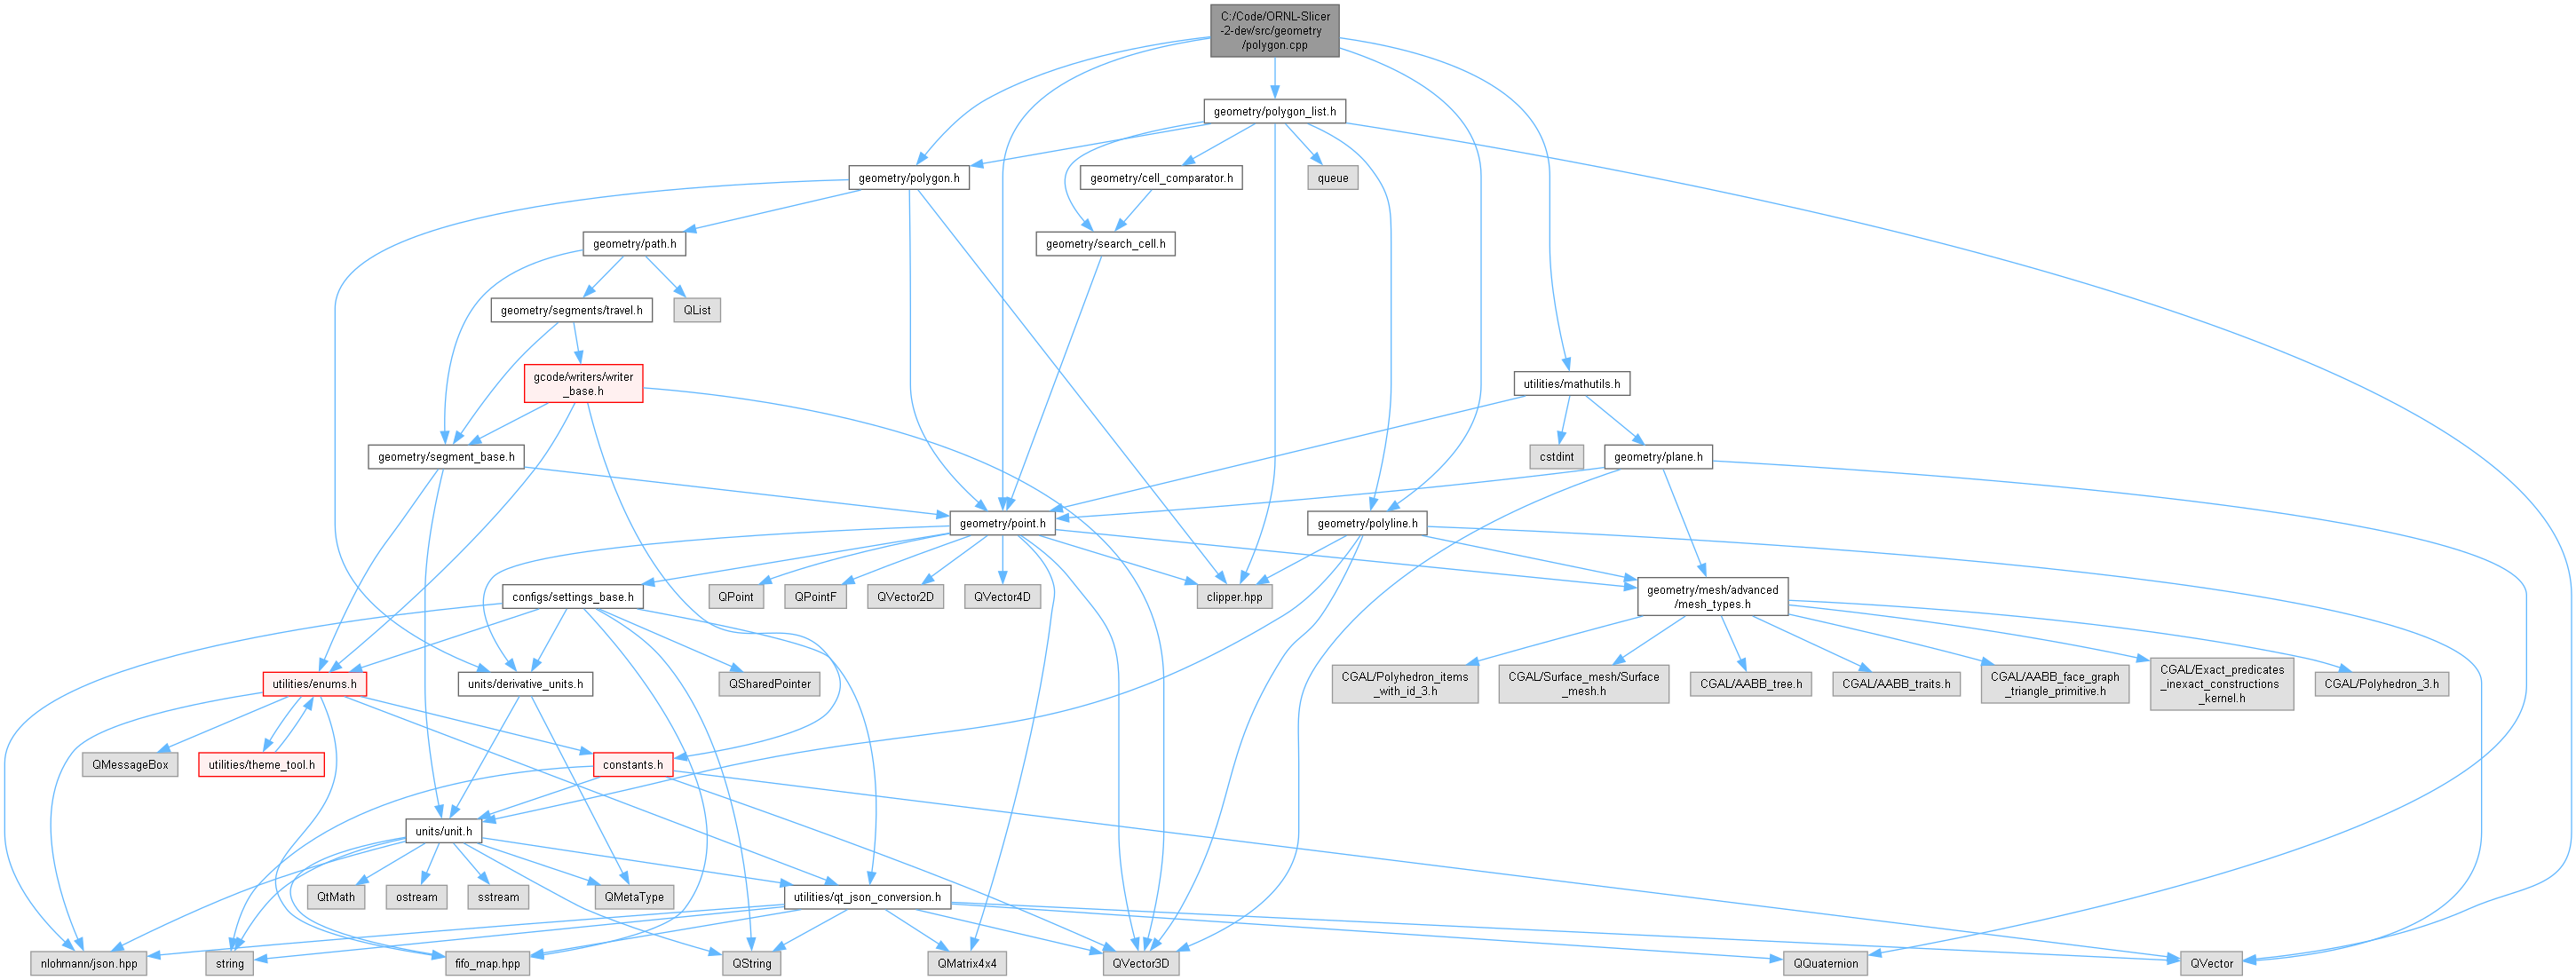 C:/Code/ORNL-Slicer
-2-dev/src/geometry
/polygon.cpp
geometry/polygon_list.h
geometry/polygon.h
geometry/cell_comparator.h
queue
geometry/path.h
geometry/search_cell.h
geometry/segments/travel.h
QList
gcode/writers/writer
_base.h
utilities/mathutils.h
geometry/segment_base.h
cstdint
geometry/plane.h
geometry/point.h
geometry/polyline.h
configs/settings_base.h
QPoint
QPointF
QVector2D
QVector4D
clipper.hpp
geometry/mesh/advanced
/mesh_types.h
utilities/enums.h
units/derivative_units.h
QSharedPointer
CGAL/Polyhedron_items
_with_id_3.h
CGAL/Surface_mesh/Surface
_mesh.h
CGAL/AABB_tree.h
CGAL/AABB_traits.h
CGAL/AABB_face_graph
_triangle_primitive.h
CGAL/Exact_predicates
_inexact_constructions
_kernel.h
CGAL/Polyhedron_3.h
QMessageBox
utilities/theme_tool.h
constants.h
units/unit.h
QtMath
ostream
sstream
QMetaType
utilities/qt_json_conversion.h
nlohmann/json.hpp
string
fifo_map.hpp
QString
QMatrix4x4
QVector3D
QQuaternion
QVector